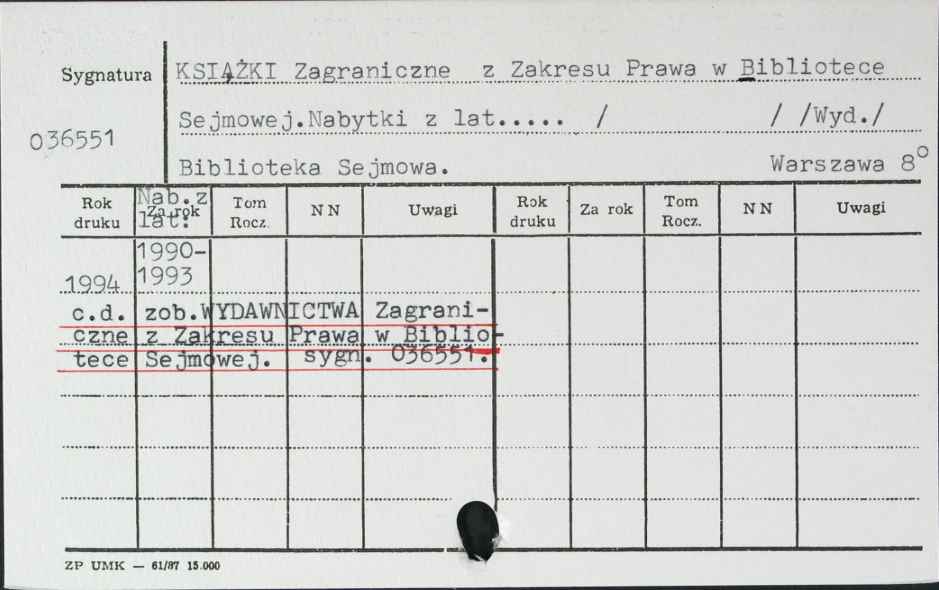 Sygnatura KSIĄŻKI Zagraniczne z Zakresu Prawa w Bibliotece
Sejmowej.Nabytki z lat..... / / /Wyd./
036551
Biblioteka Sejmowa. Warszawa 8°
Rok druku Nab.z lat. Za rok Tom Rocz. NN Uwagi Rok druku Za rok Tom Rocz. NN Uwagi
1994 1990-1993
c.d. zob.WYDAWNICTWA Zagrani-
czne z Zakresu Prawa w Biblio-
tece Sejmowej. sygn. 036551.
ZP UMK — 61/87 15.000